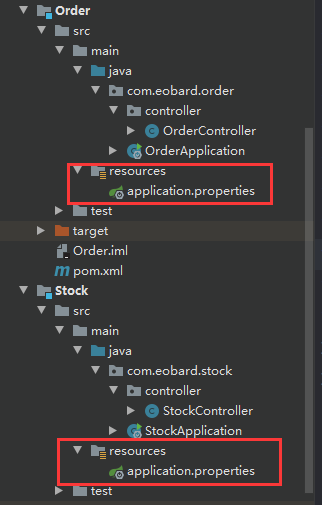 Order
src
main
java
com.eobard.order
controller
OrderController
OrderApplication
resources
application.properties
test
target
Order.iml
pom.xml
Stock
src
main
java
com.eobard.stock
controller
StockController
StockApplication
resources
application.properties
test